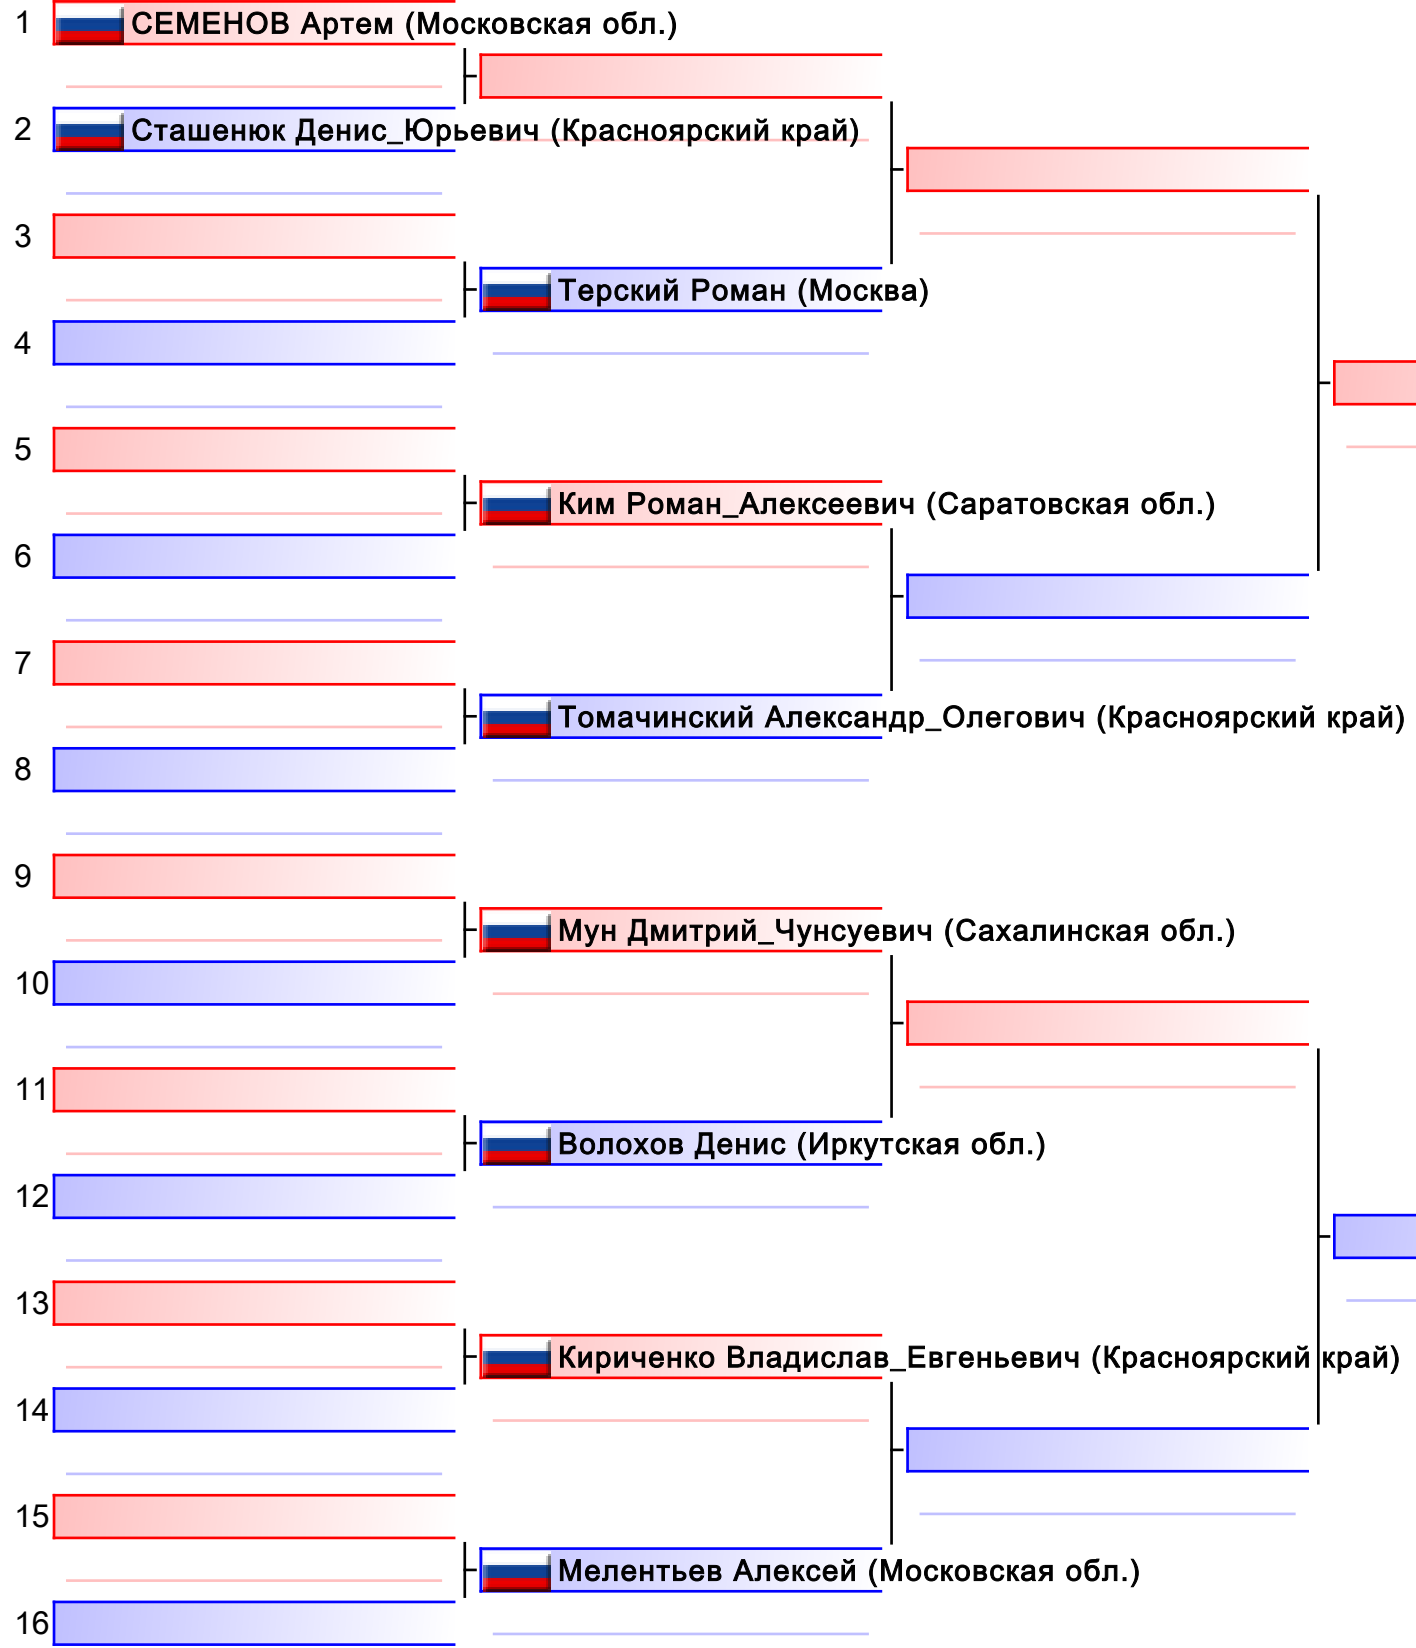 1 СЕМЕНОВ Артем (Московская обл.)
2 Сташенюк Денис_Юрьевич (Красноярский край)
3
Терский Роман (Москва)
4
5
Ким Роман_Алексеевич (Саратовская обл.)
6
7
Томачинский Александр_Олегович (Красноярский край)
8
9
Мун Дмитрий_Чунсуевич (Сахалинская обл.)
10
11
Волохов Денис (Иркутская обл.)
12
13
Кириченко Владислав_Евгеньевич (Красноярский край)
14
15
Мелентьев Алексей (Московская обл.)
16